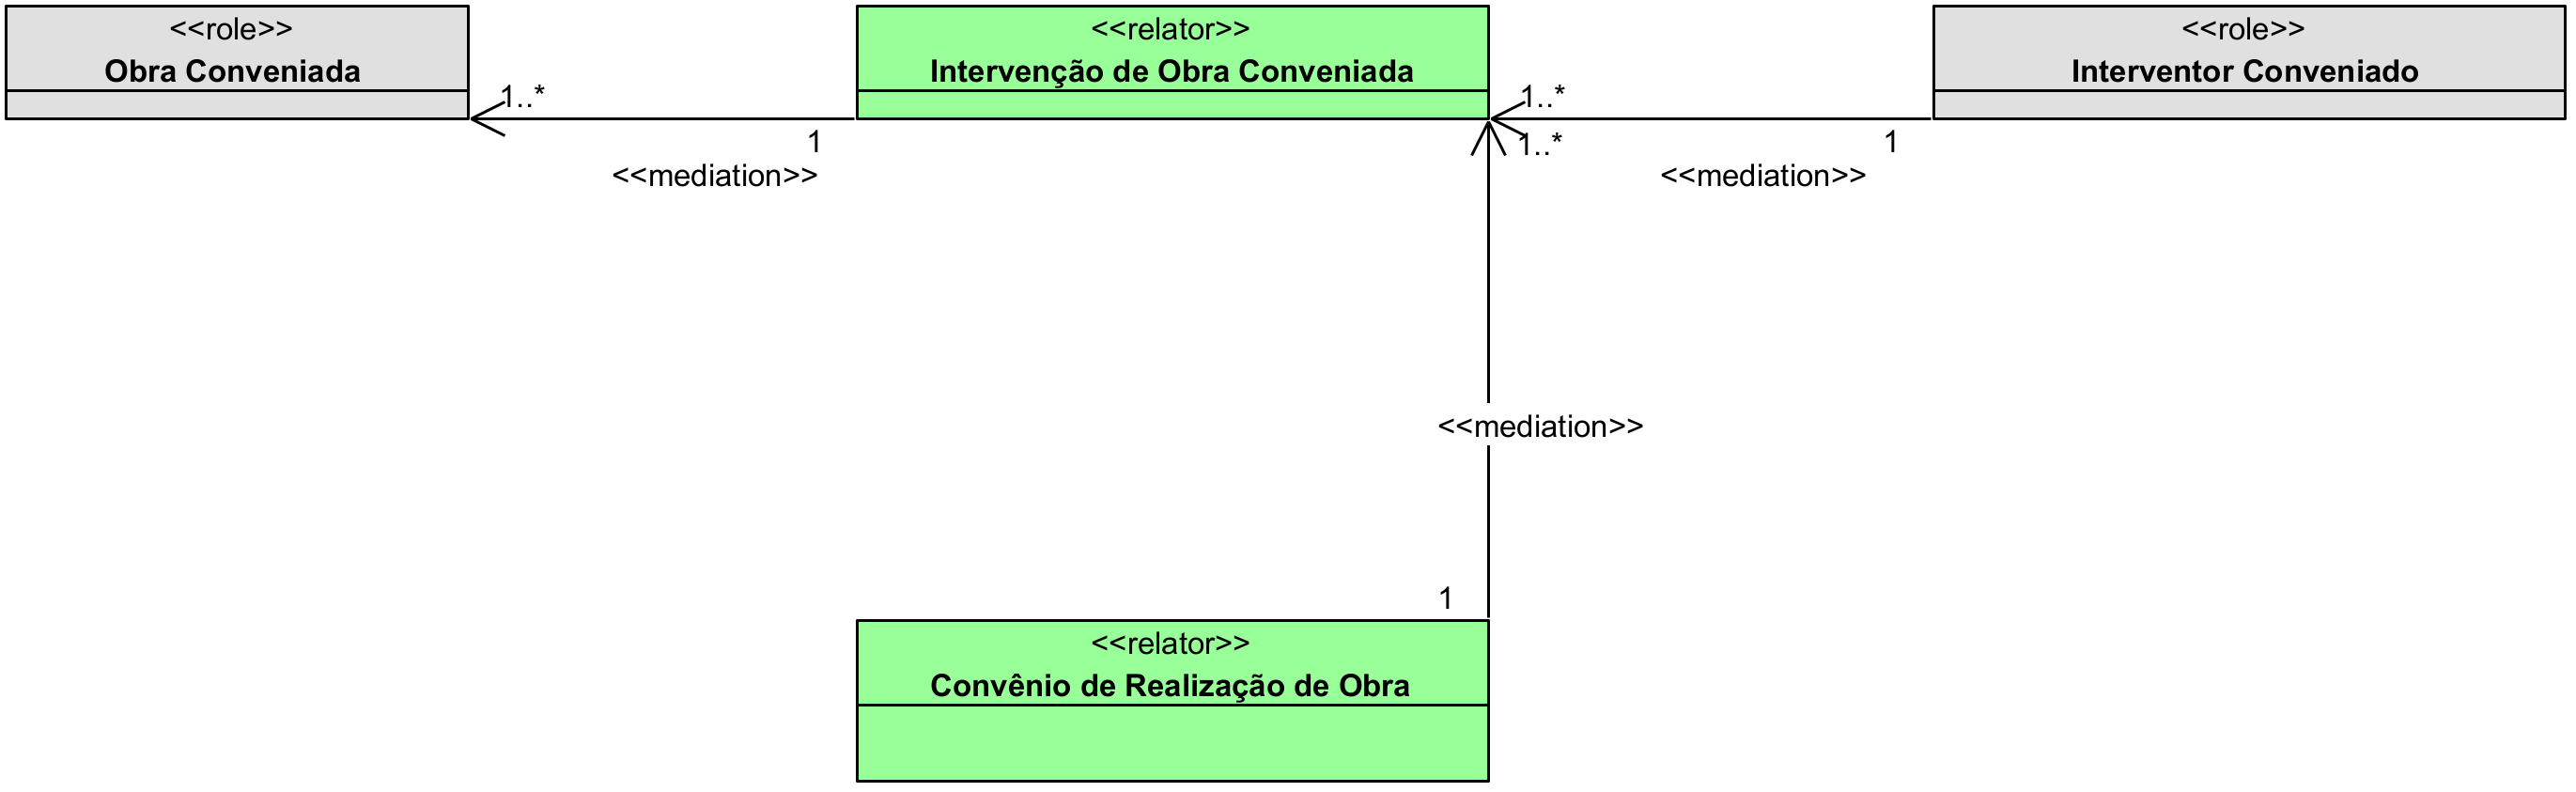 <<role>>
Obra Conveniada
<<relator>>
Intervenção de Obra Conveniada
<<role>>
Interventor Conveniado
1..*
1
<<mediation>>
1..*
1..*
1
<<mediation>>
<<mediation>>
1
<<relator>>
Convênio de Realização de Obra